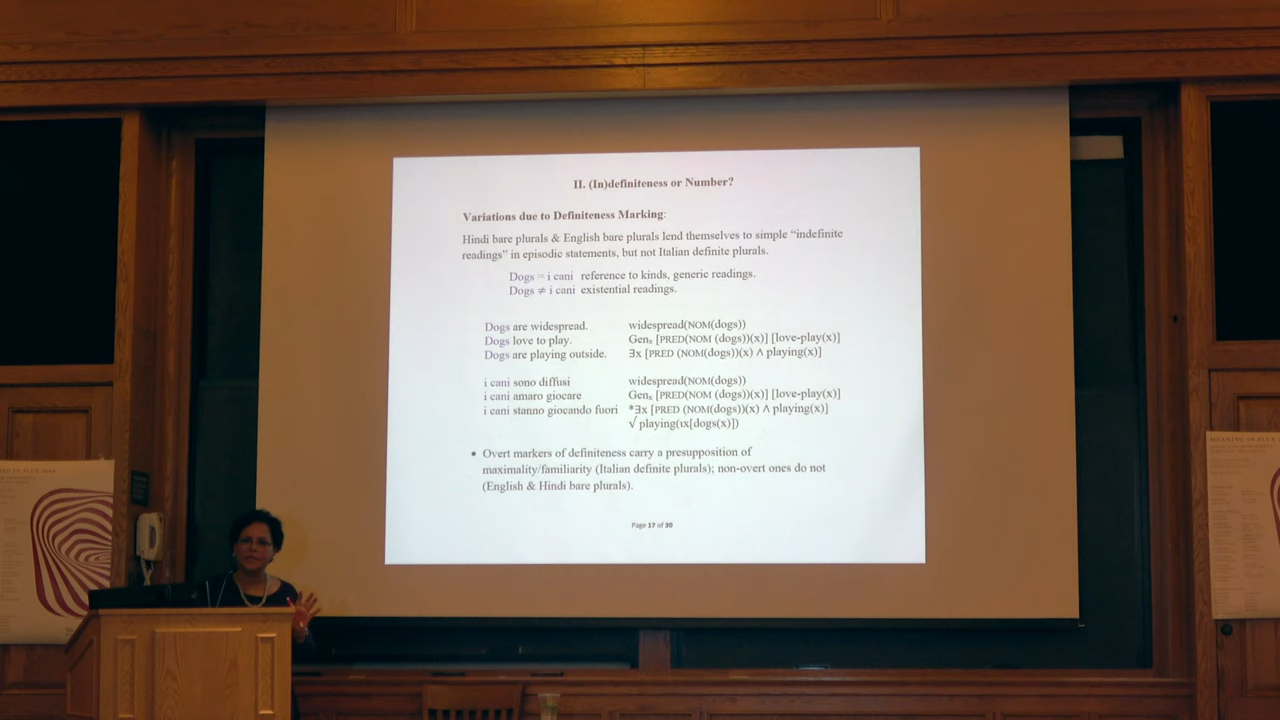 II. (In)definiteness or Number?
Variations due to Definiteness Marking:
Hindi bare plurals & English bare plurals lend themselves to simple “indefinite
readings” in episodic statements, but not Italian definite plurals.
Dogs = i cani reference to kinds, generic readings.
Dogs ≠ i cani existential readings.
Dogs are widespread. widespread(NOM(dogs))
Dogs love to play. Genₓ [PRED(NOM (dogs))(x)] [love-play(x)]
Dogs are playing outside. ∃x [PRED (NOM(dogs))(x) ∧ playing(x)]
i cani sono diffusi widespread(NOM(dogs))
i cani amaro giocare Genₓ [PRED(NOM (dogs))(x)] [love-play(x)]
i cani stanno giocando fuori *∃x [PRED (NOM(dogs))(x) ∧ playing(x)]
√ playing(ιx[dogs(x)])
• Overt markers of definiteness carry a presupposition of
maximality/familiarity (Italian definite plurals); non-overt ones do not
(English & Hindi bare plurals).
Page 17 of 30
MEANING IN FLUX